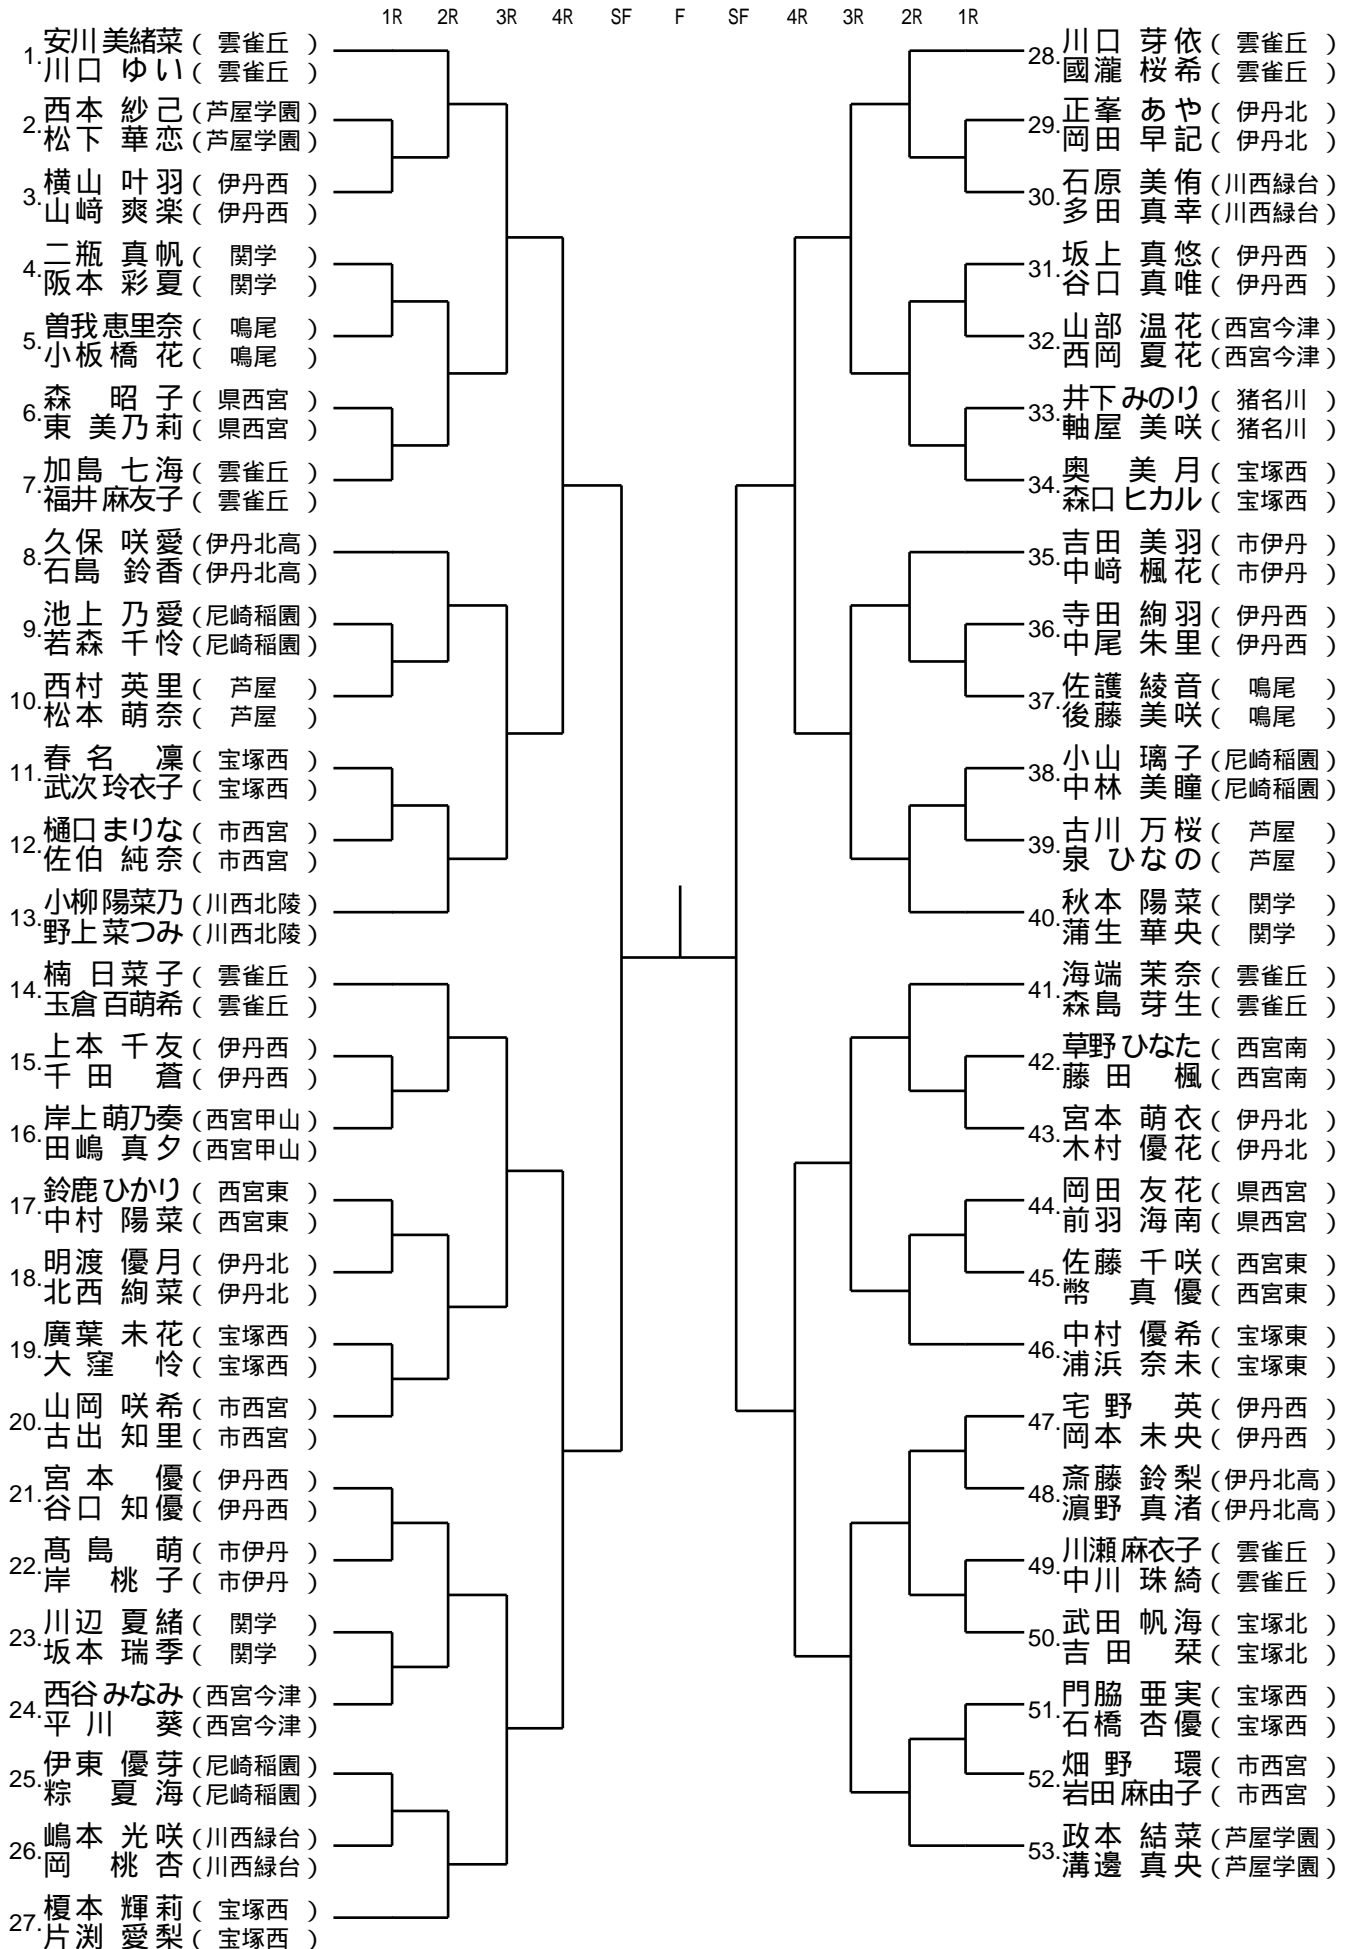 1R 2R 3R 4R SF F SF 4R 3R 2R 1R
1. 安川 美緒菜 ( 雲雀丘 )
川口 ゆい ( 雲雀丘 )
2. 西本 紗己 (芦屋学園)
松下 華恋 (芦屋学園)
3. 横山 叶羽 ( 伊丹西 )
山﨑 爽楽 ( 伊丹西 )
4. 二瓶 真帆 ( 関学 )
阪本 彩夏 ( 関学 )
5. 曽我 恵里奈 ( 鳴尾 )
小板橋 花 ( 鳴尾 )
6. 森 昭子 ( 県西宮 )
東 美乃莉 ( 県西宮 )
7. 加島 七海 ( 雲雀丘 )
福井 麻友子 ( 雲雀丘 )
8. 久保 咲愛 (伊丹北高)
石島 鈴香 (伊丹北高)
9. 池上 乃愛 (尼崎稲園)
若森 千怜 (尼崎稲園)
10. 西村 英里 ( 芦屋 )
松本 萌奈 ( 芦屋 )
11. 春名 凜 ( 宝塚西 )
武次 玲衣子 ( 宝塚西 )
12. 樋口 まりな ( 市西宮 )
佐伯 純奈 ( 市西宮 )
13. 小柳 陽菜乃 (川西北陵)
野上 菜つみ (川西北陵)
14. 楠 日菜子 ( 雲雀丘 )
玉倉 百萌希 ( 雲雀丘 )
15. 上本 千友 ( 伊丹西 )
千田 蒼 ( 伊丹西 )
16. 岸上 萌乃奏 (西宮甲山)
田嶋 真夕 (西宮甲山)
17. 鈴鹿 ひかり ( 西宮東 )
中村 陽菜 ( 西宮東 )
18. 明渡 優月 ( 伊丹北 )
北西 絢菜 ( 伊丹北 )
19. 廣葉 未花 ( 宝塚西 )
大窪 怜 ( 宝塚西 )
20. 山岡 咲希 ( 市西宮 )
古出 知里 ( 市西宮 )
21. 宮本 優 ( 伊丹西 )
谷口 知優 ( 伊丹西 )
22. 髙島 萌 ( 市伊丹 )
岸 桃子 ( 市伊丹 )
23. 川辺 夏緒 ( 関学 )
坂本 瑞季 ( 関学 )
24. 西谷 みなみ (西宮今津)
平川 葵 (西宮今津)
25. 伊東 優芽 (尼崎稲園)
粽 夏海 (尼崎稲園)
26. 嶋本 光咲 (川西緑台)
岡 桃杏 (川西緑台)
27. 榎本 輝莉 ( 宝塚西 )
片渕 愛梨 ( 宝塚西 )
28. 川口 芽依 ( 雲雀丘 )
國瀧 桜希 ( 雲雀丘 )
29. 正峯 あや ( 伊丹北 )
岡田 早記 ( 伊丹北 )
30. 石原 美侑 (川西緑台)
多田 真幸 (川西緑台)
31. 坂上 真悠 ( 伊丹西 )
谷口 真唯 ( 伊丹西 )
32. 山部 温花 (西宮今津)
西岡 夏花 (西宮今津)
33. 井下 みのり ( 猪名川 )
軸屋 美咲 ( 猪名川 )
34. 奥 美月 ( 宝塚西 )
森口 ヒカル ( 宝塚西 )
35. 吉田 美羽 ( 市伊丹 )
中﨑 楓花 ( 市伊丹 )
36. 寺田 絢羽 ( 伊丹西 )
中尾 朱里 ( 伊丹西 )
37. 佐護 綾音 ( 鳴尾 )
後藤 美咲 ( 鳴尾 )
38. 小山 璃子 (尼崎稲園)
中林 美瞳 (尼崎稲園)
39. 古川 万桜 ( 芦屋 )
泉 ひなの ( 芦屋 )
40. 秋本 陽菜 ( 関学 )
蒲生 華央 ( 関学 )
41. 海端 茉奈 ( 雲雀丘 )
森島 芽生 ( 雲雀丘 )
42. 草野 ひなた ( 西宮南 )
藤田 楓 ( 西宮南 )
43. 宮本 萌衣 ( 伊丹北 )
木村 優花 ( 伊丹北 )
44. 岡田 友花 ( 県西宮 )
前羽 海南 ( 県西宮 )
45. 佐藤 千咲 ( 西宮東 )
幣 真優 ( 西宮東 )
46. 中村 優希 ( 宝塚東 )
浦浜 奈未 ( 宝塚東 )
47. 宅野 英 ( 伊丹西 )
岡本 未央 ( 伊丹西 )
48. 斎藤 鈴梨 (伊丹北高)
濵野 真渚 (伊丹北高)
49. 川瀬 麻衣子 ( 雲雀丘 )
中川 珠綺 ( 雲雀丘 )
50. 武田 帆海 ( 宝塚北 )
吉田 栞 ( 宝塚北 )
51. 門脇 亜実 ( 宝塚西 )
石橋 杏優 ( 宝塚西 )
52. 畑野 環 ( 市西宮 )
岩田 麻由子 ( 市西宮 )
53. 政本 結菜 (芦屋学園)
溝邊 真央 (芦屋学園)